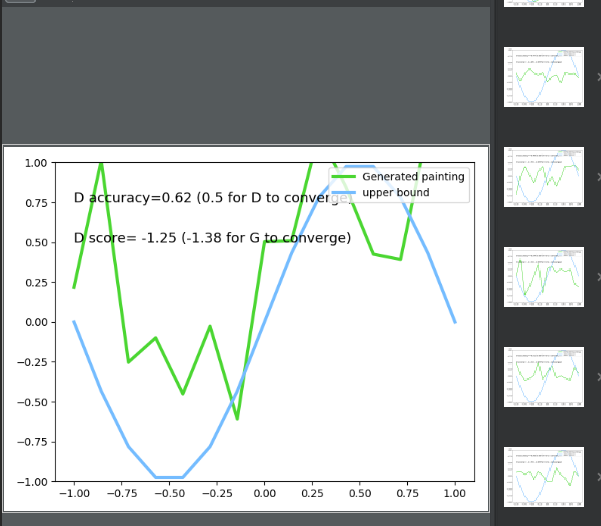 1.00
Generated painting
D accuracy=0.62 (0.5 for D to converge)
upper bound
0.75
D score= -1.25 (-1.38 for G to converge)
0.50
0.25
0.00
−0.25
−0.50
−0.75
−1.00
−1.00 −0.75 −0.50 −0.25 0.00 0.25 0.50 0.75 1.00